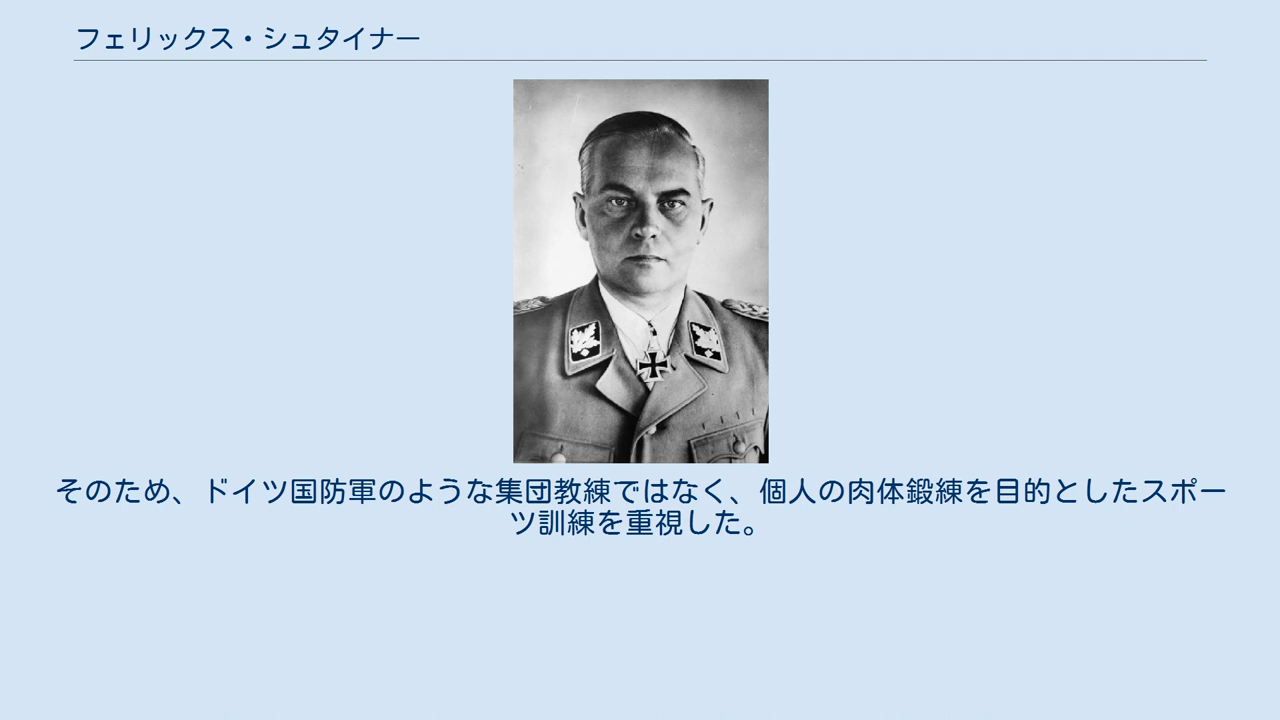 フェリックス・シュタイナー
そのため、ドイツ国防軍のような集団教練ではなく、個人の肉体鍛練を目的としたスポー
ツ訓練を重視した。